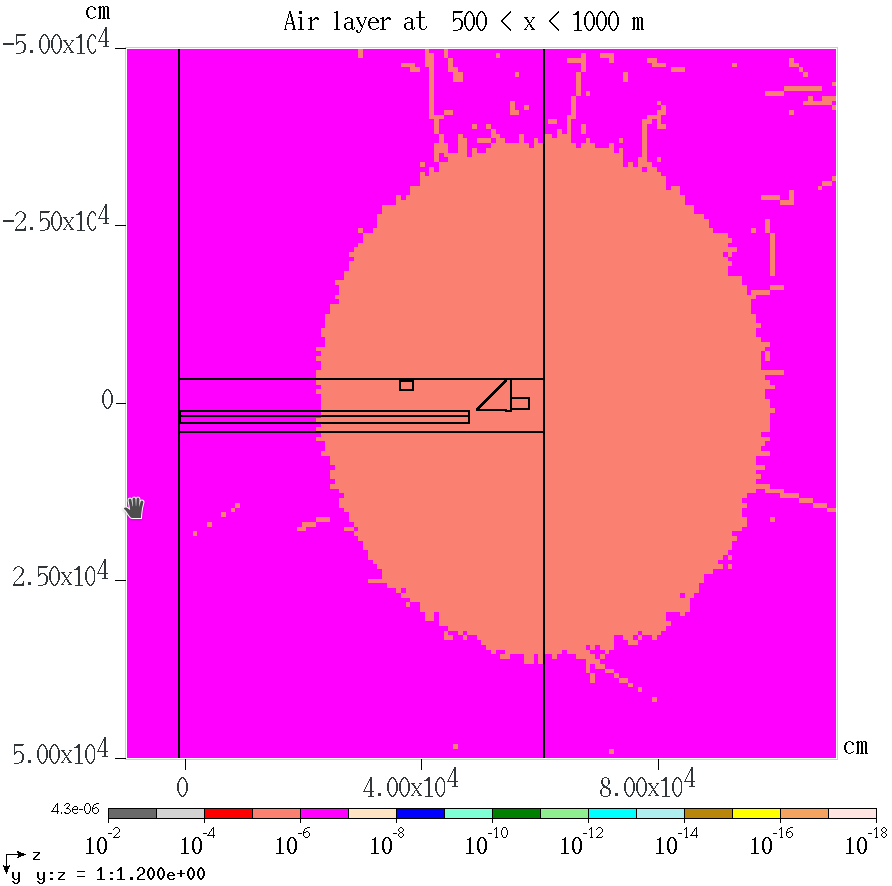 cm
Air layer at 500 < x < 1000 m
-5.00x10^4
-2.50x10^4
0
2.50x10^4
5.00x10^4
cm
0
4.00x10^4
8.00x10^4
4.3e-06
10^-2
10^-4
10^-6
10^-8
10^-10
10^-12
10^-14
10^-16
10^-18
z
y y:z = 1:1.200e+00